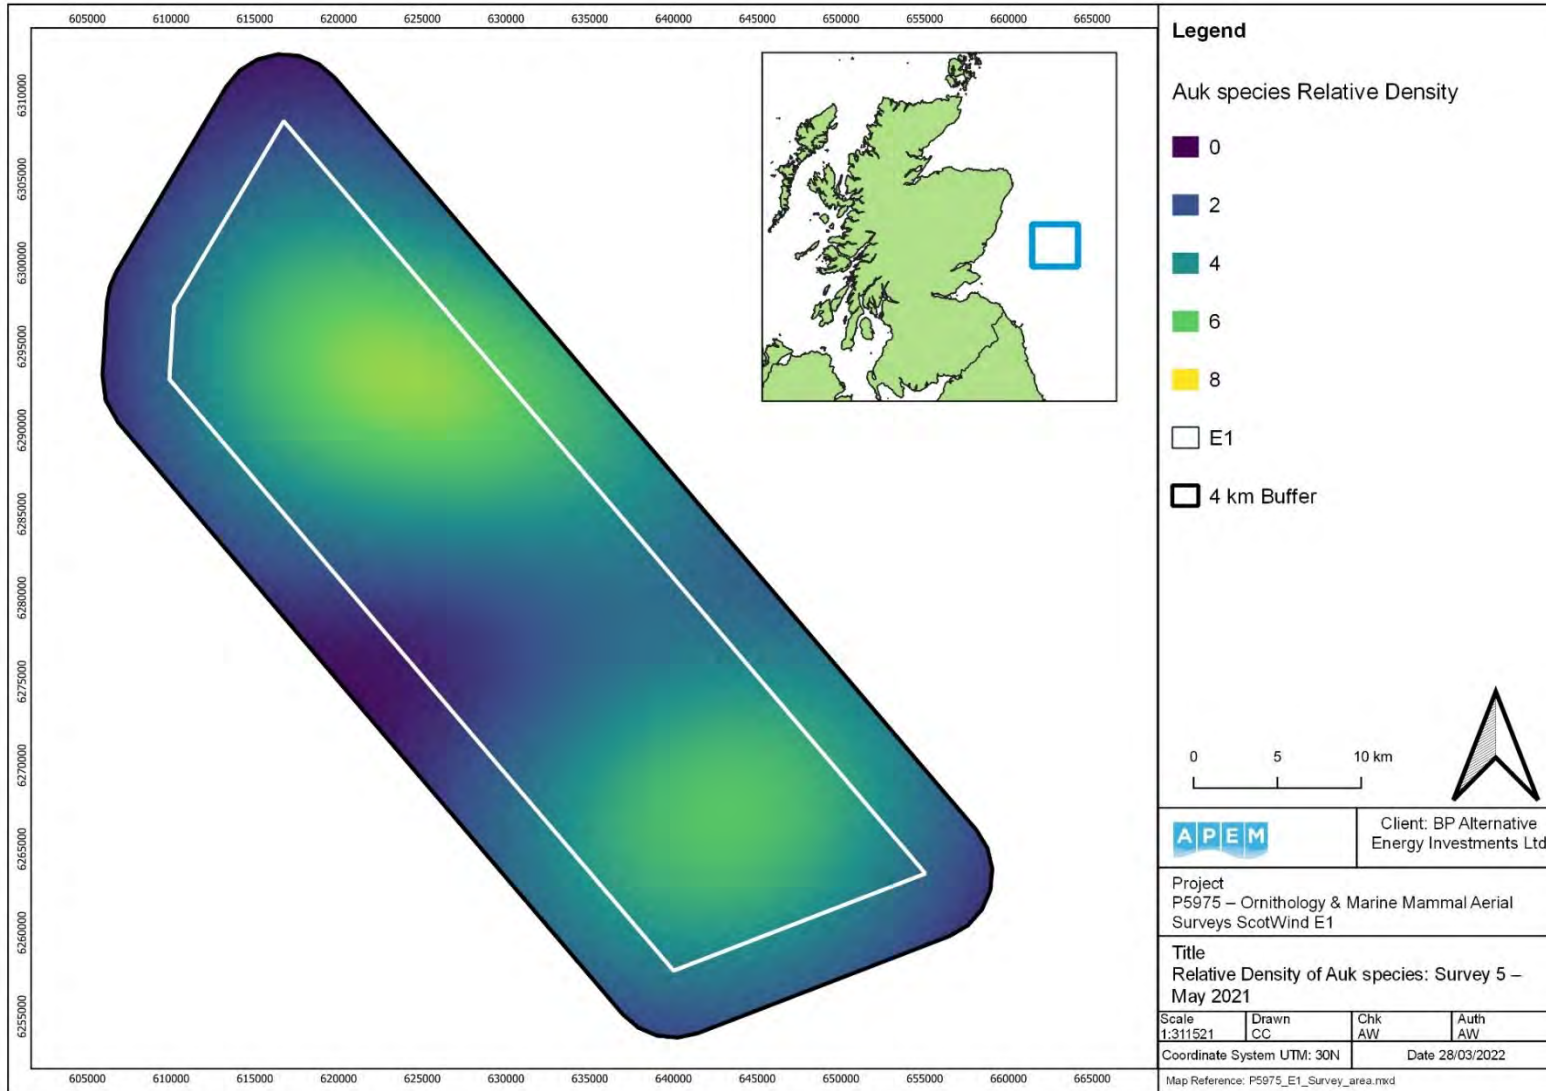 605000 610000 615000 620000 625000 630000 635000 640000 645000 650000 655000 660000 665000
6310000
6305000
6300000
6295000
6290000
6285000
6280000
6275000
6270000
6265000
6260000
6255000
605000 610000 615000 620000 625000 630000 635000 640000 645000 650000 655000 660000 665000
Legend
Auk species Relative Density
0
2
4
6
8
E1
4 km Buffer
0 5 10 km
APEM
Client: BP Alternative
Energy Investments Ltd
Project
P5975 – Ornithology & Marine Mammal Aerial
Surveys ScotWind E1
Title
Relative Density of Auk species: Survey 5 –
May 2021
Scale Drawn Chk Auth
1:311521 CC AW AW
Coordinate System UTM: 30N Date 28/03/2022
Map Reference: P5975_E1_Survey_area.mxd